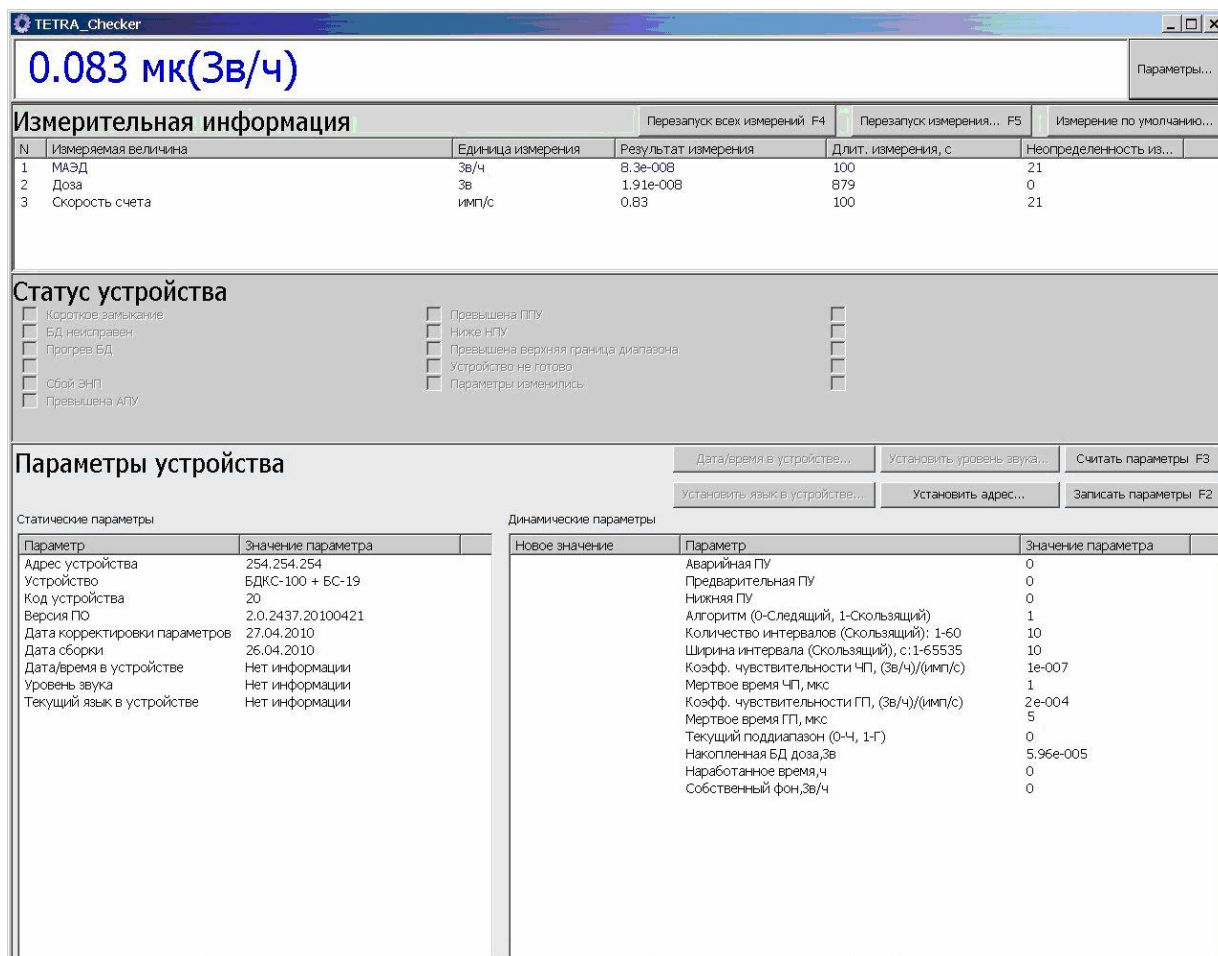 TETRA_Checker
0.083 мк(Зв/ч)
Параметры...
Измерительная информация
Перезапуск всех измерений F4
Перезапуск измерения... F5
Измерение по умолчанию...
N Измеряемая величина Единица измерения Результат измерения Длит. измерения, с Неопределенность из...
1 МАЭД Зв/ч 8.3e-008 100 21
2 Доза Зв 1.91e-008 879 0
3 Скорость счета имп/с 0.83 100 21
Статус устройства
Короткое замыкание Превышена ППУ
БД неисправен Ниже НПУ
Прогрев БД Превышена верхняя граница диапазона
Устройство не готово
Сбой ЭНП Параметры изменились
Превышена АПУ
Параметры устройства
Дата/время в устройстве... Установить уровень звука... Считать параметры F3
Установить язык в устройстве... Установить адрес... Записать параметры F2
Статические параметры
Параметр Значение параметра
Адрес устройства 254.254.254
Устройство БДКС-100 + БС-19
Код устройства 20
Версия ПО 2.0.2437.20100421
Дата корректировки параметров 27.04.2010
Дата сборки 26.04.2010
Дата/время в устройстве Нет информации
Уровень звука Нет информации
Текущий язык в устройстве Нет информации
Динамические параметры
Новое значение Параметр Значение параметра
Аварийная ПУ 0
Предварительная ПУ 0
Нижняя ПУ 0
Алгоритм (0-Следящий, 1-Скользящий) 1
Количество интервалов (Скользящий): 1-60 10
Ширина интервала (Скользящий), с:1-65535 10
Коэфф. чувствительности ЧП, (Зв/ч)/(имп/с) 1e-007
Мертвое время ЧП, мкс 1
Коэфф. чувствительности ГП, (Зв/ч)/(имп/с) 2e-004
Мертвое время ГП, мкс 5
Текущий поддиапазон (0-Ч, 1-Г) 0
Накопленная БД доза,Зв 5.96e-005
Наработанное время,ч 0
Собственный фон,Зв/ч 0